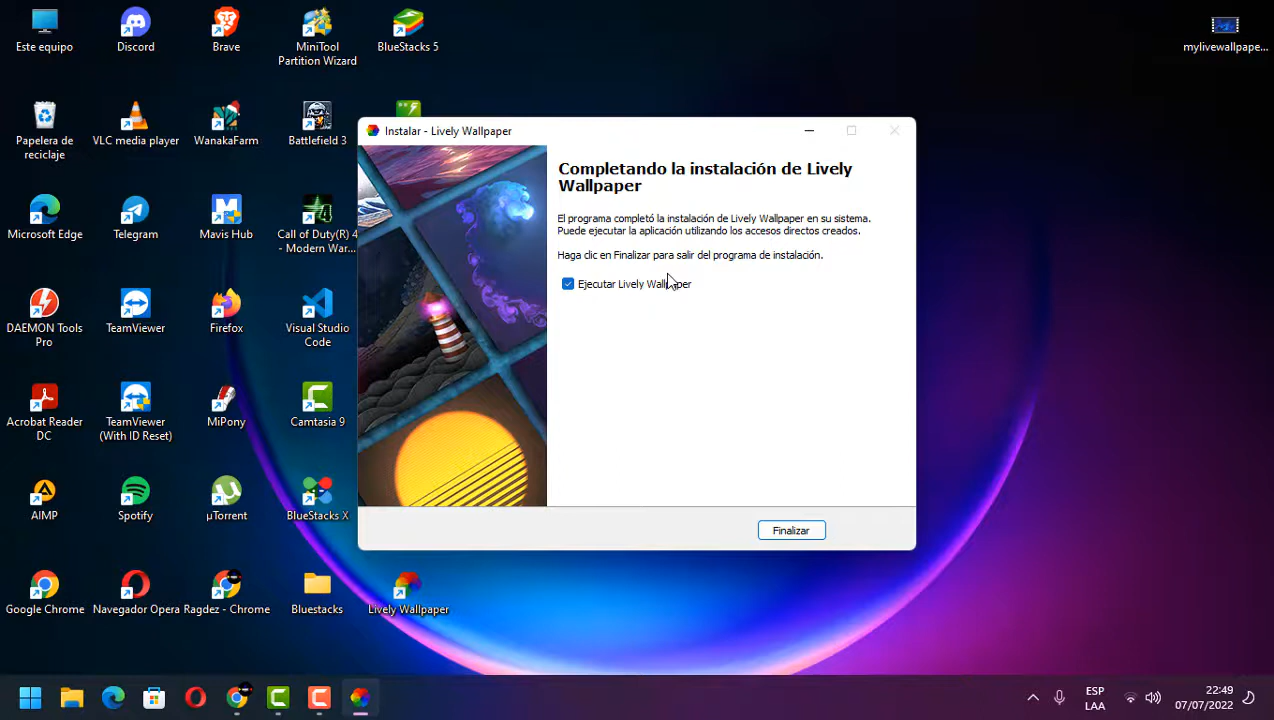 Este equipo
Discord
Brave
MiniTool
Partition Wizard
BlueStacks 5
mylivewallpape...
Papelera de
reciclaje
VLC media player
WanakaFarm
Battlefield 3
Microsoft Edge
Telegram
Mavis Hub
Call of Duty(R) 4
- Modern War...
DAEMON Tools
Pro
TeamViewer
Firefox
Visual Studio
Code
Acrobat Reader
DC
TeamViewer
(With ID Reset)
MiPony
Camtasia 9
AIMP
Spotify
µTorrent
BlueStacks X
Google Chrome
Navegador Opera
Ragdez - Chrome
Bluestacks
Lively Wallpaper
Instalar - Lively Wallpaper
Completando la instalación de Lively
Wallpaper
El programa completó la instalación de Lively Wallpaper en su sistema.
Puede ejecutar la aplicación utilizando los accesos directos creados.
Haga clic en Finalizar para salir del programa de instalación.
Ejecutar Lively Wallpaper
Finalizar
ESP
LAA
22:49
07/07/2022